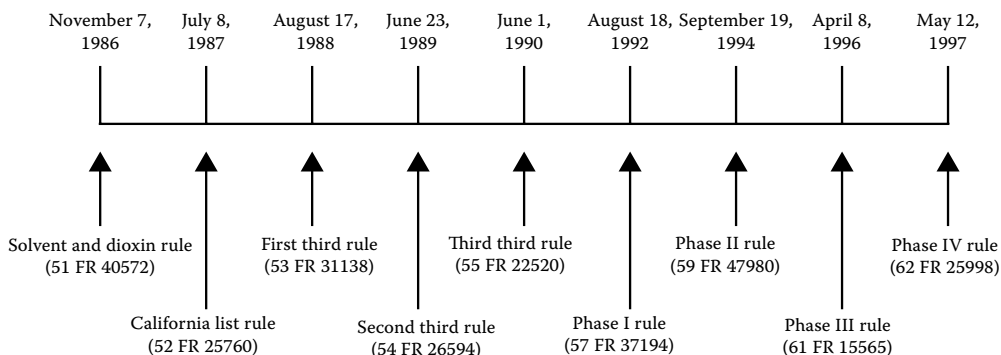 November 7,
1986
July 8,
1987
August 17,
1988
June 23,
1989
June 1,
1990
August 18,
1992
September 19,
1994
April 8,
1996
May 12,
1997
Solvent and dioxin rule
(51 FR 40572)
California list rule
(52 FR 25760)
First third rule
(53 FR 31138)
Second third rule
(54 FR 26594)
Third third rule
(55 FR 22520)
Phase I rule
(57 FR 37194)
Phase II rule
(59 FR 47980)
Phase III rule
(61 FR 15565)
Phase IV rule
(62 FR 25998)